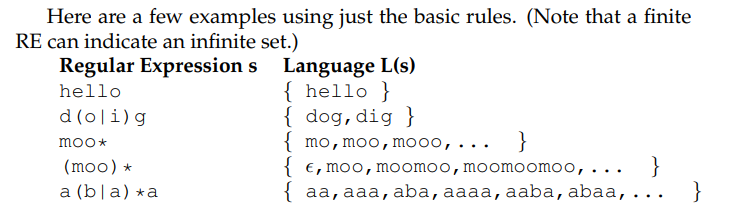 Here are a few examples using just the basic rules. (Note that a finite
RE can indicate an infinite set.)
Regular Expression s Language L(s)
hello { hello }
d(o|i)g { dog,dig }
moo* { mo,moo,mooo,... }
(moo)* { ϵ,moo,moomoo,moomoomoo,... }
a(b|a)*a { aa,aaa,aba,aaaa,aaba,abaa,... }